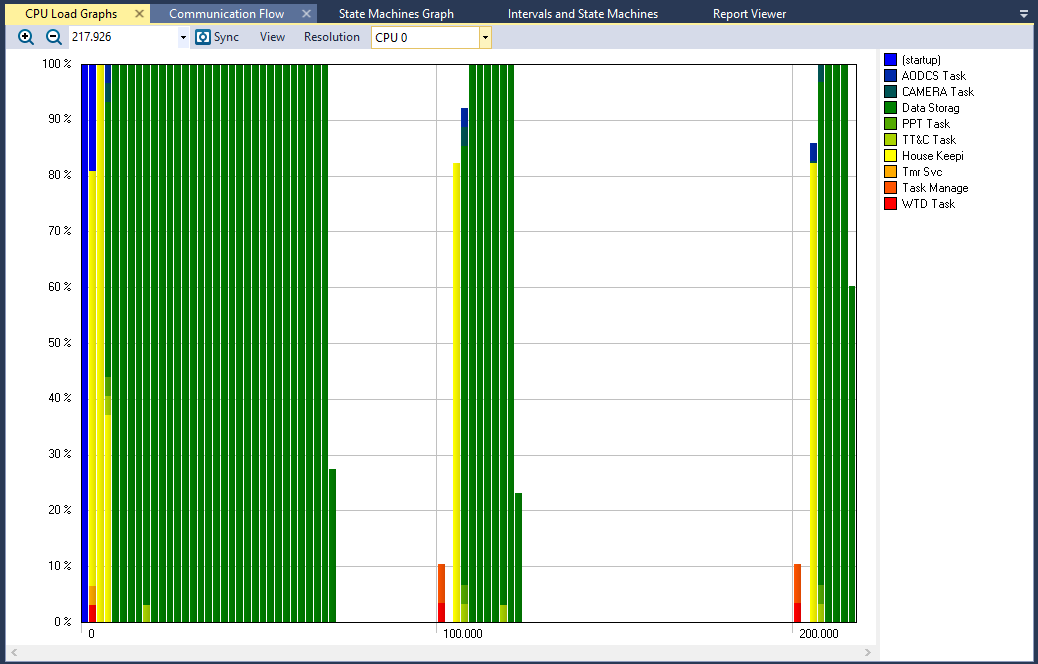 CPU Load Graphs Communication Flow State Machines Graph Intervals and State Machines Report Viewer
217.926 Sync View Resolution CPU 0
100 %
90 %
80 %
70 %
60 %
50 %
40 %
30 %
20 %
10 %
0 %
0 100.000 200.000
(startup)
AODCS Task
CAMERA Task
Data Storag
PPT Task
TT&C Task
House Keepi
Tmr Svc
Task Manage
WTD Task